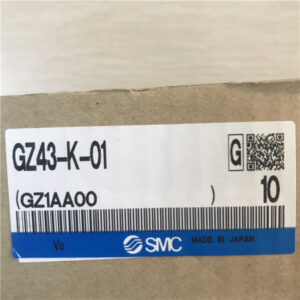 GZ43-K-01
G
(GZ1AA00
10
Vo SMC MADE IN JAPAN